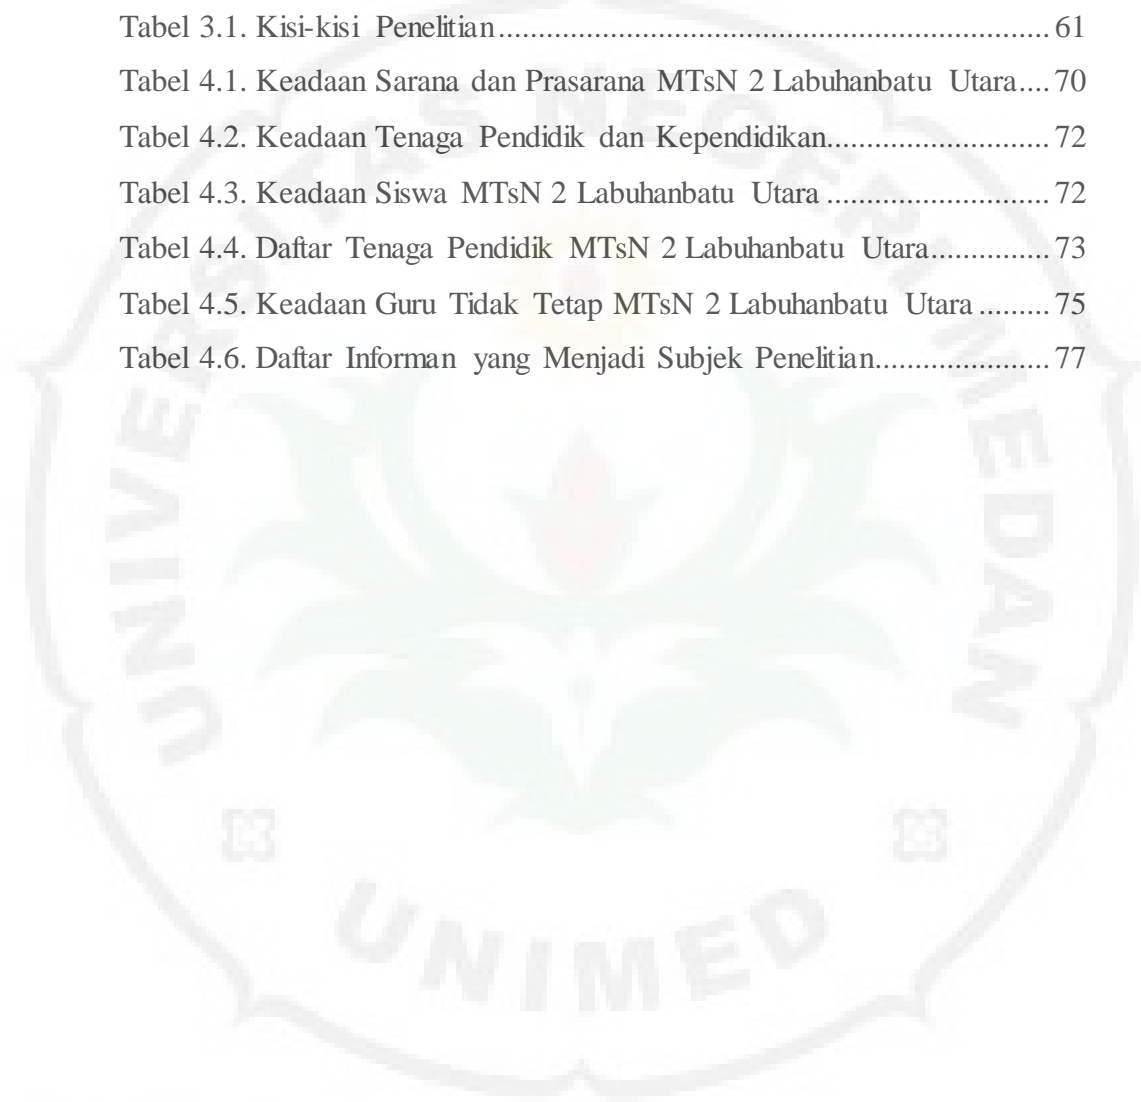 Tabel 3.1. Kisi-kisi Penelitian..................................................................... 61
Tabel 4.1. Keadaan Sarana dan Prasarana MTsN 2 Labuhanbatu Utara.... 70
Tabel 4.2. Keadaan Tenaga Pendidik dan Kependidikan............................ 72
Tabel 4.3. Keadaan Siswa MTsN 2 Labuhanbatu Utara ............................ 72
Tabel 4.4. Daftar Tenaga Pendidik MTsN 2 Labuhanbatu Utara............... 73
Tabel 4.5. Keadaan Guru Tidak Tetap MTsN 2 Labuhanbatu Utara ......... 75
Tabel 4.6. Daftar Informan yang Menjadi Subjek Penelitian...................... 77
UNIVERSITAS NEGERI MEDAN
UNIMED